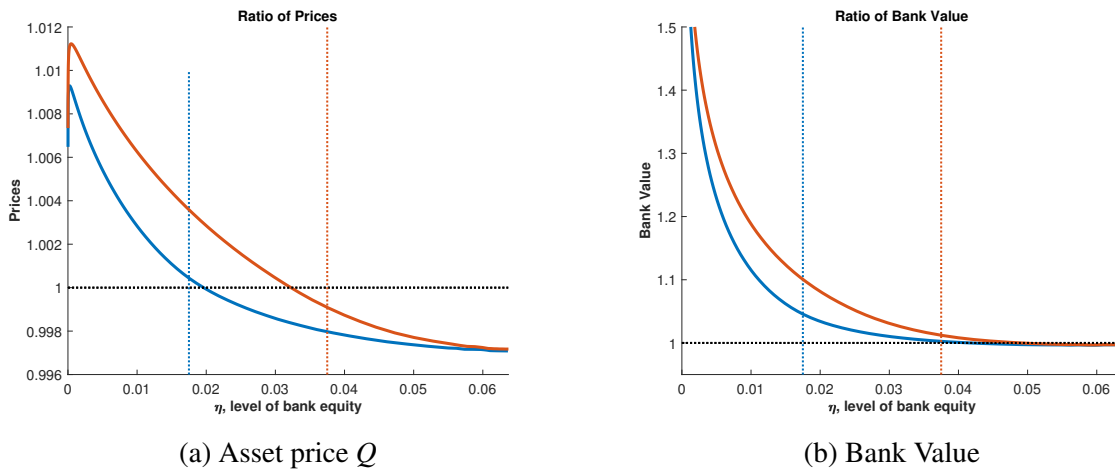 Ratio of Prices
1.012
1.01
1.008
1.006
1.004
1.002
1
0.998
0.996
Prices
0 0.01 0.02 0.03 0.04 0.05 0.06
η, level of bank equity
(a) Asset price Q
Ratio of Bank Value
1.5
1.4
1.3
1.2
1.1
1
Bank Value
0 0.01 0.02 0.03 0.04 0.05 0.06
η, level of bank equity
(b) Bank Value